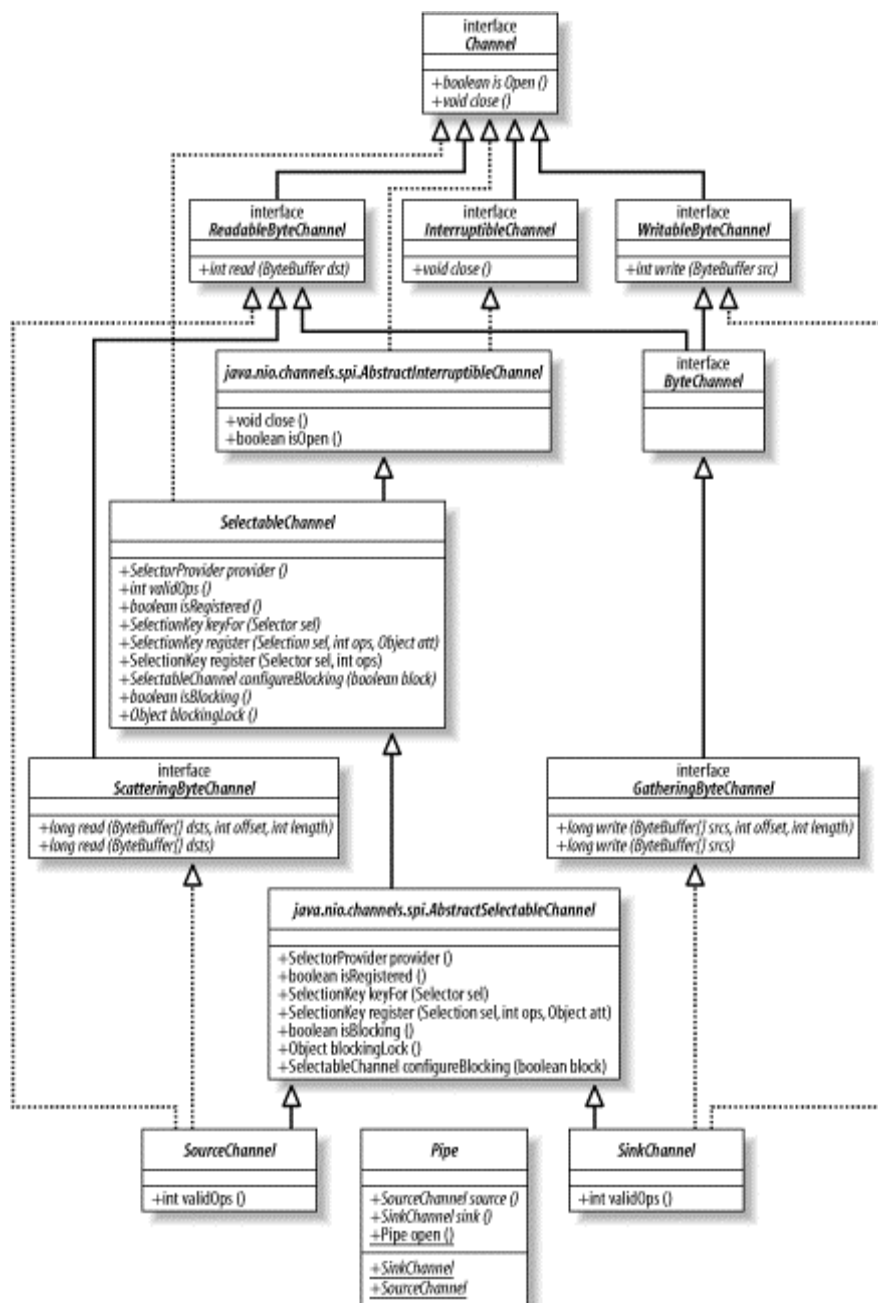 interface
Channel
+boolean is Open ()
+void close ()
interface
ReadableByteChannel
+int read (ByteBuffer dst)
interface
InterruptibleChannel
+void close ()
interface
WritableByteChannel
+int write (ByteBuffer src)
java.nio.channels.spi.AbstractInterruptibleChannel
+void close ()
+boolean isOpen ()
interface
ByteChannel
SelectableChannel
+SelectorProvider provider ()
+int validOps ()
+boolean isRegistered ()
+SelectionKey keyFor (Selector sel)
+SelectionKey register (Selection sel, int ops, Object att)
+SelectionKey register (Selector sel, int ops)
+SelectableChannel configureBlocking (boolean block)
+boolean isBlocking ()
+Object blockingLock ()
interface
ScatteringByteChannel
+long read (ByteBuffer[] dsts, int offset, int length)
+long read (ByteBuffer[] dsts)
interface
GatheringByteChannel
+long write (ByteBuffer[] srcs, int offset, int length)
+long write (ByteBuffer[] srcs)
java.nio.channels.spi.AbstractSelectableChannel
+SelectorProvider provider ()
+boolean isRegistered ()
+SelectionKey keyFor (Selector sel)
+SelectionKey register (Selection sel, int ops, Object att)
+boolean isBlocking ()
+Object blockingLock ()
+SelectableChannel configureBlocking (boolean block)
SourceChannel
+int validOps ()
Pipe
+SourceChannel source ()
+SinkChannel sink ()
+Pipe open ()
+SinkChannel
+SourceChannel
SinkChannel
+int validOps ()